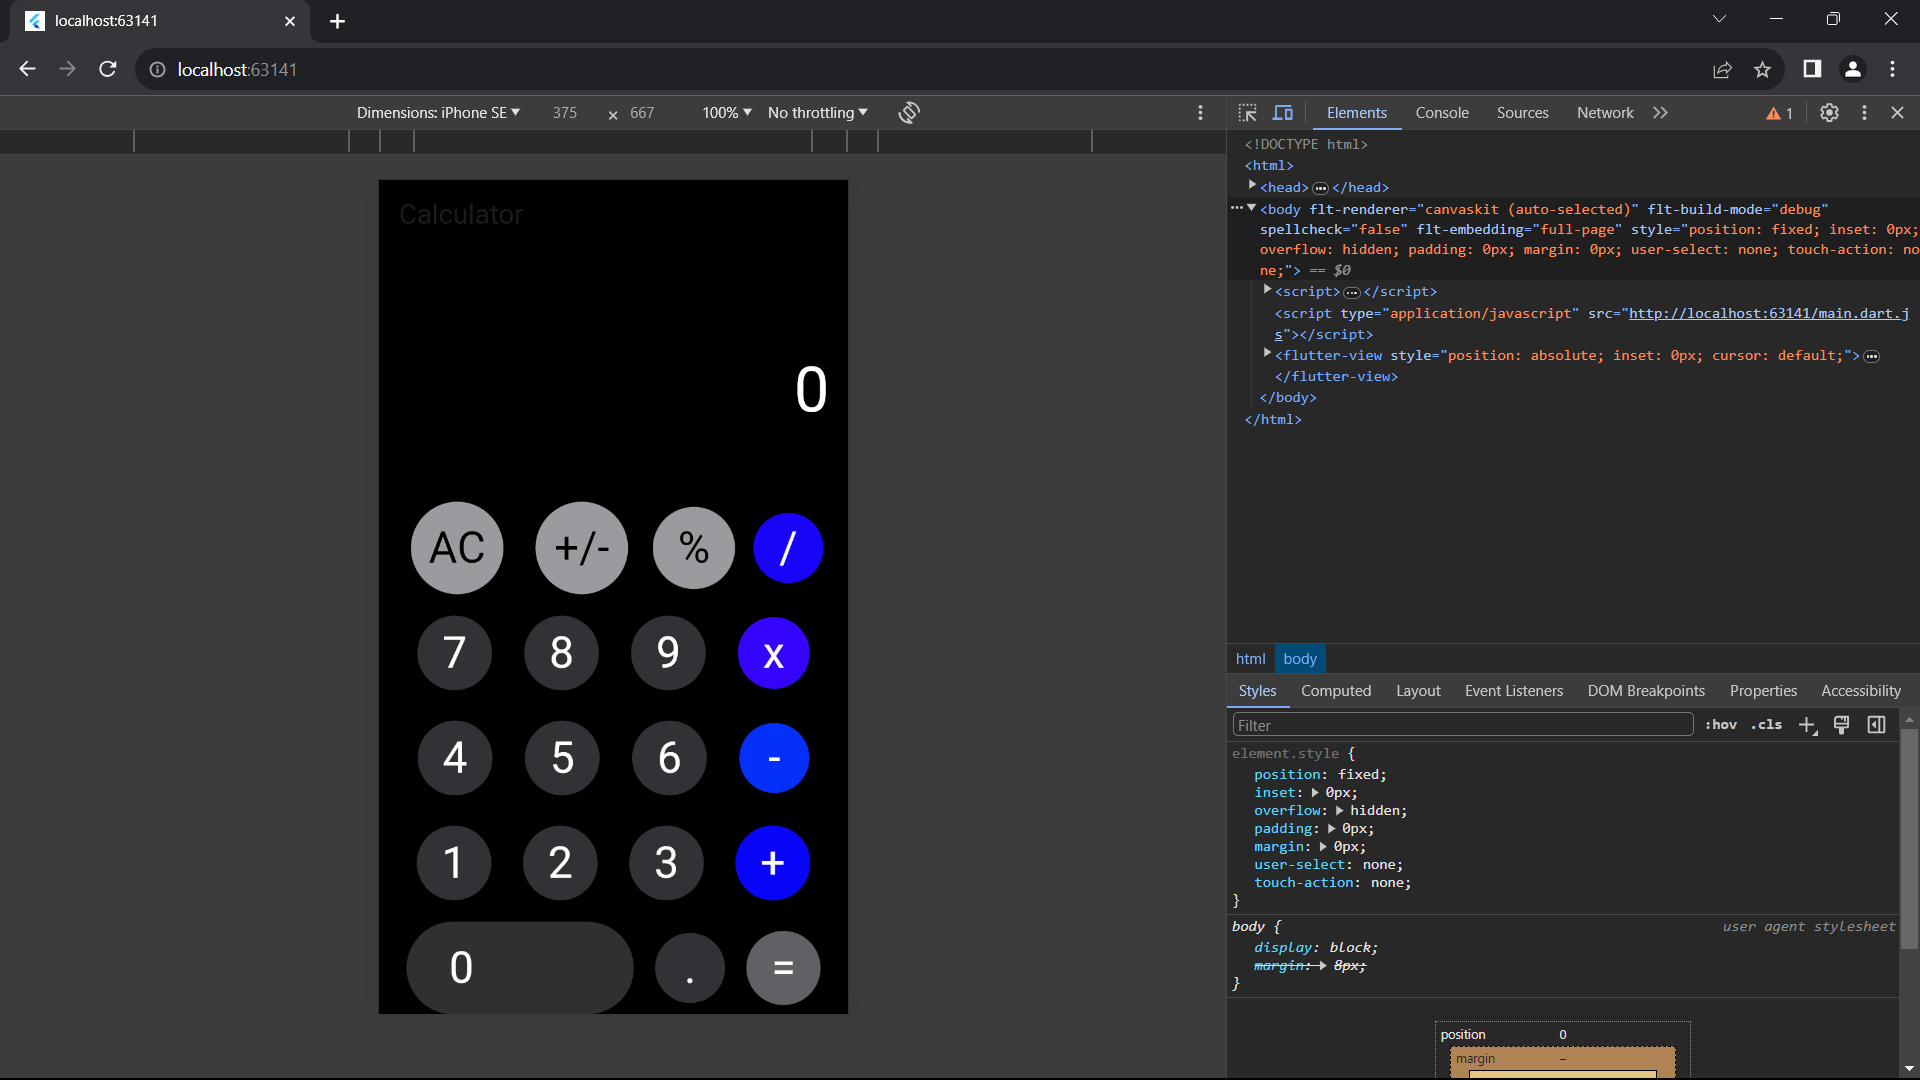 localhost:63141
localhost:63141
Dimensions: iPhone SE 375 × 667 100% No throttling
Elements Console Sources Network 1
Calculator
0
AC +/- % /
7 8 9 x
4 5 6 -
1 2 3 +
0 . =
<!DOCTYPE html>
<html>
<head> … </head>
<body flt-renderer="canvaskit (auto-selected)" flt-build-mode="debug"
spellcheck="false" flt-embedding="full-page" style="position: fixed; inset: 0px;
overflow: hidden; padding: 0px; margin: 0px; user-select: none; touch-action: no
ne;"> == $0
<script> … </script>
<script type="application/javascript" src="http://localhost:63141/main.dart.j
s"></script>
<flutter-view style="position: absolute; inset: 0px; cursor: default;"> …
</flutter-view>
</body>
</html>
html body
Styles Computed Layout Event Listeners DOM Breakpoints Properties Accessibility
Filter :hov .cls
element.style {
position: fixed;
inset: 0px;
overflow: hidden;
padding: 0px;
margin: 0px;
user-select: none;
touch-action: none;
}
body { user agent stylesheet
display: block;
margin: 8px;
}
position 0
margin –